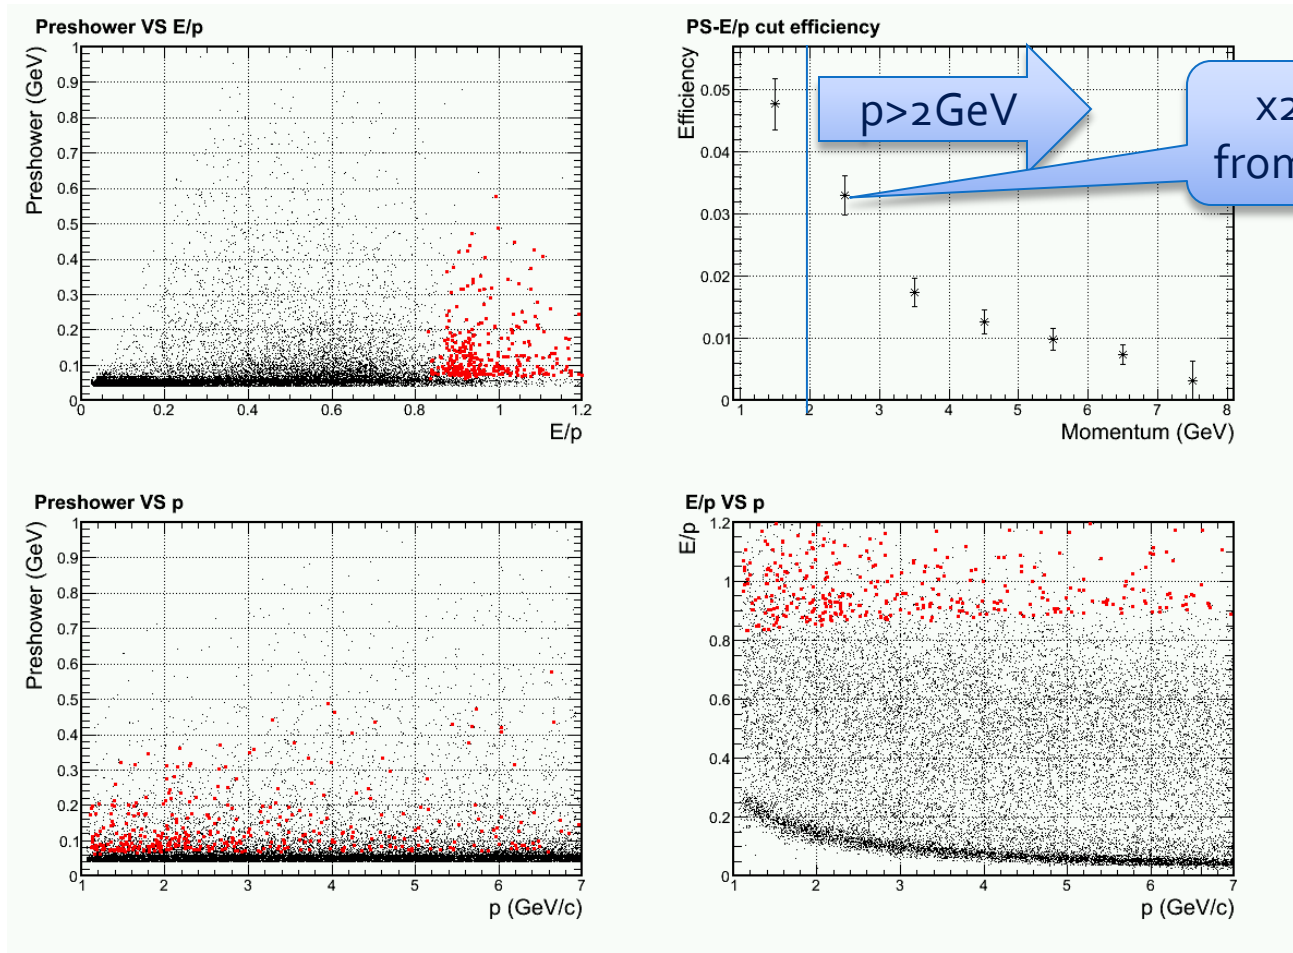 Preshower VS E/p
Preshower (GeV)
1
0.9
0.8
0.7
0.6
0.5
0.4
0.3
0.2
0.1
0
0 0.2 0.4 0.6 0.8 1 1.2
E/p
PS-E/p cut efficiency
Efficiency
0.05
0.04
0.03
0.02
0.01
0
1 2 3 4 5 6 7 8
Momentum (GeV)
p>2GeV
x2
from
Preshower VS p
Preshower (GeV)
1
0.9
0.8
0.7
0.6
0.5
0.4
0.3
0.2
0.1
0
1 2 3 4 5 6 7
p (GeV/c)
E/p VS p
E/p
1.2
1
0.8
0.6
0.4
0.2
0
1 2 3 4 5 6 7
p (GeV/c)